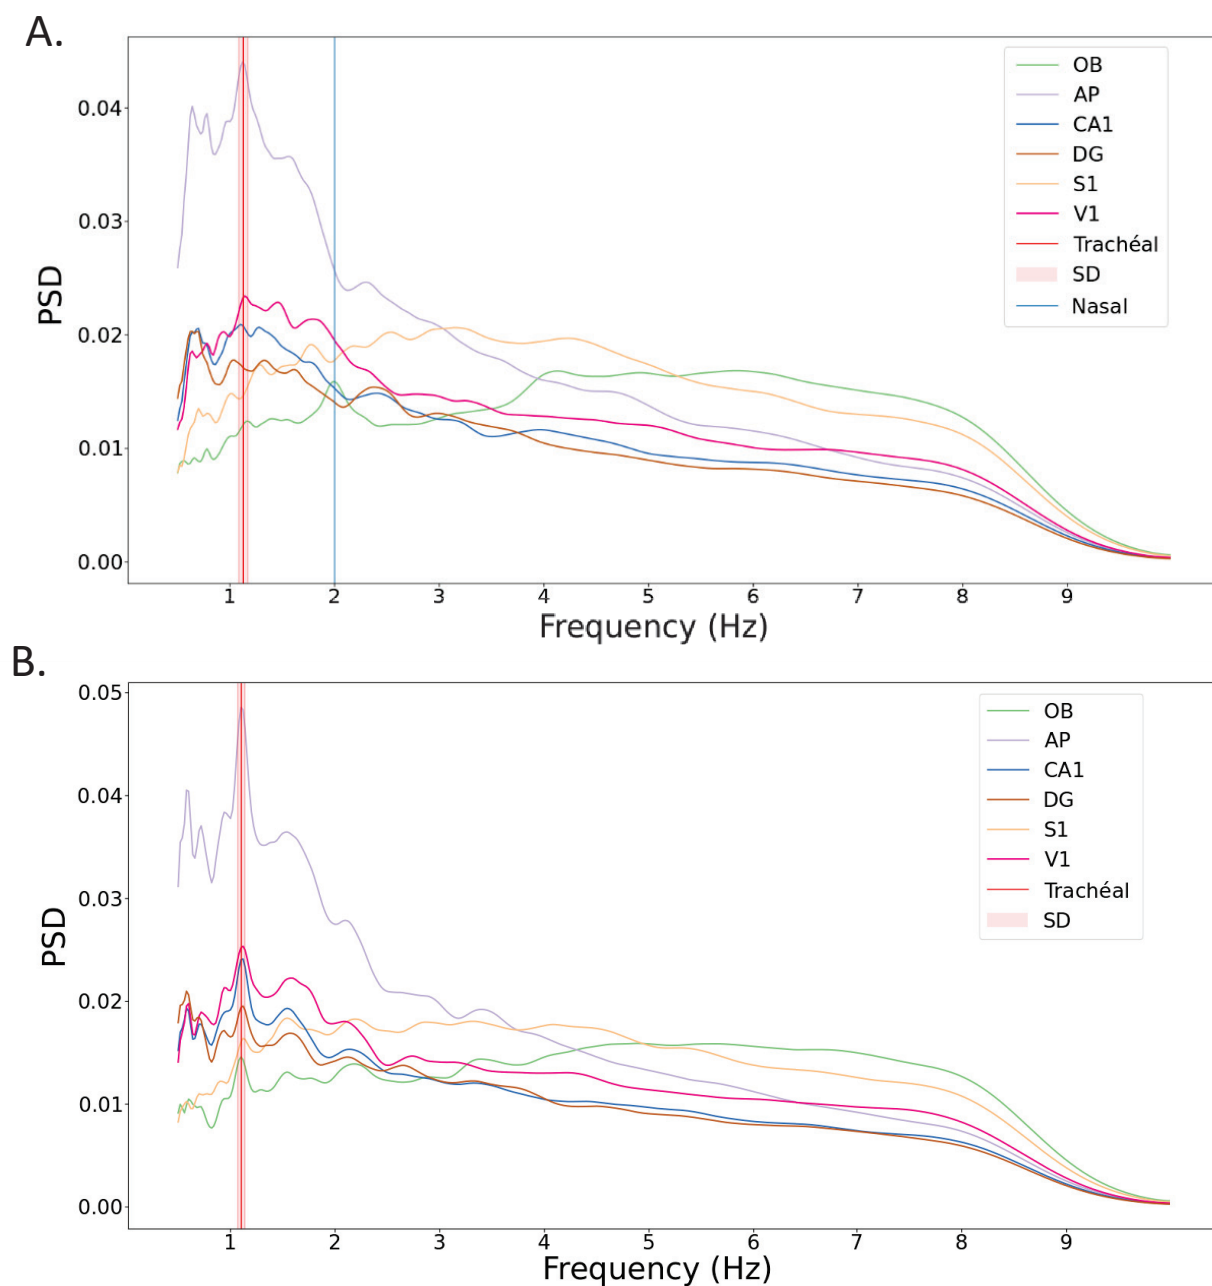 A.
0.04
0.03
0.02
0.01
0.00
PSD
OB
AP
CA1
DG
S1
V1
Trachéal
SD
Nasal
1 2 3 4 5 6 7 8 9
Frequency (Hz)
B.
0.05
0.04
0.03
0.02
0.01
0.00
PSD
OB
AP
CA1
DG
S1
V1
Trachéal
SD
1 2 3 4 5 6 7 8 9
Frequency (Hz)